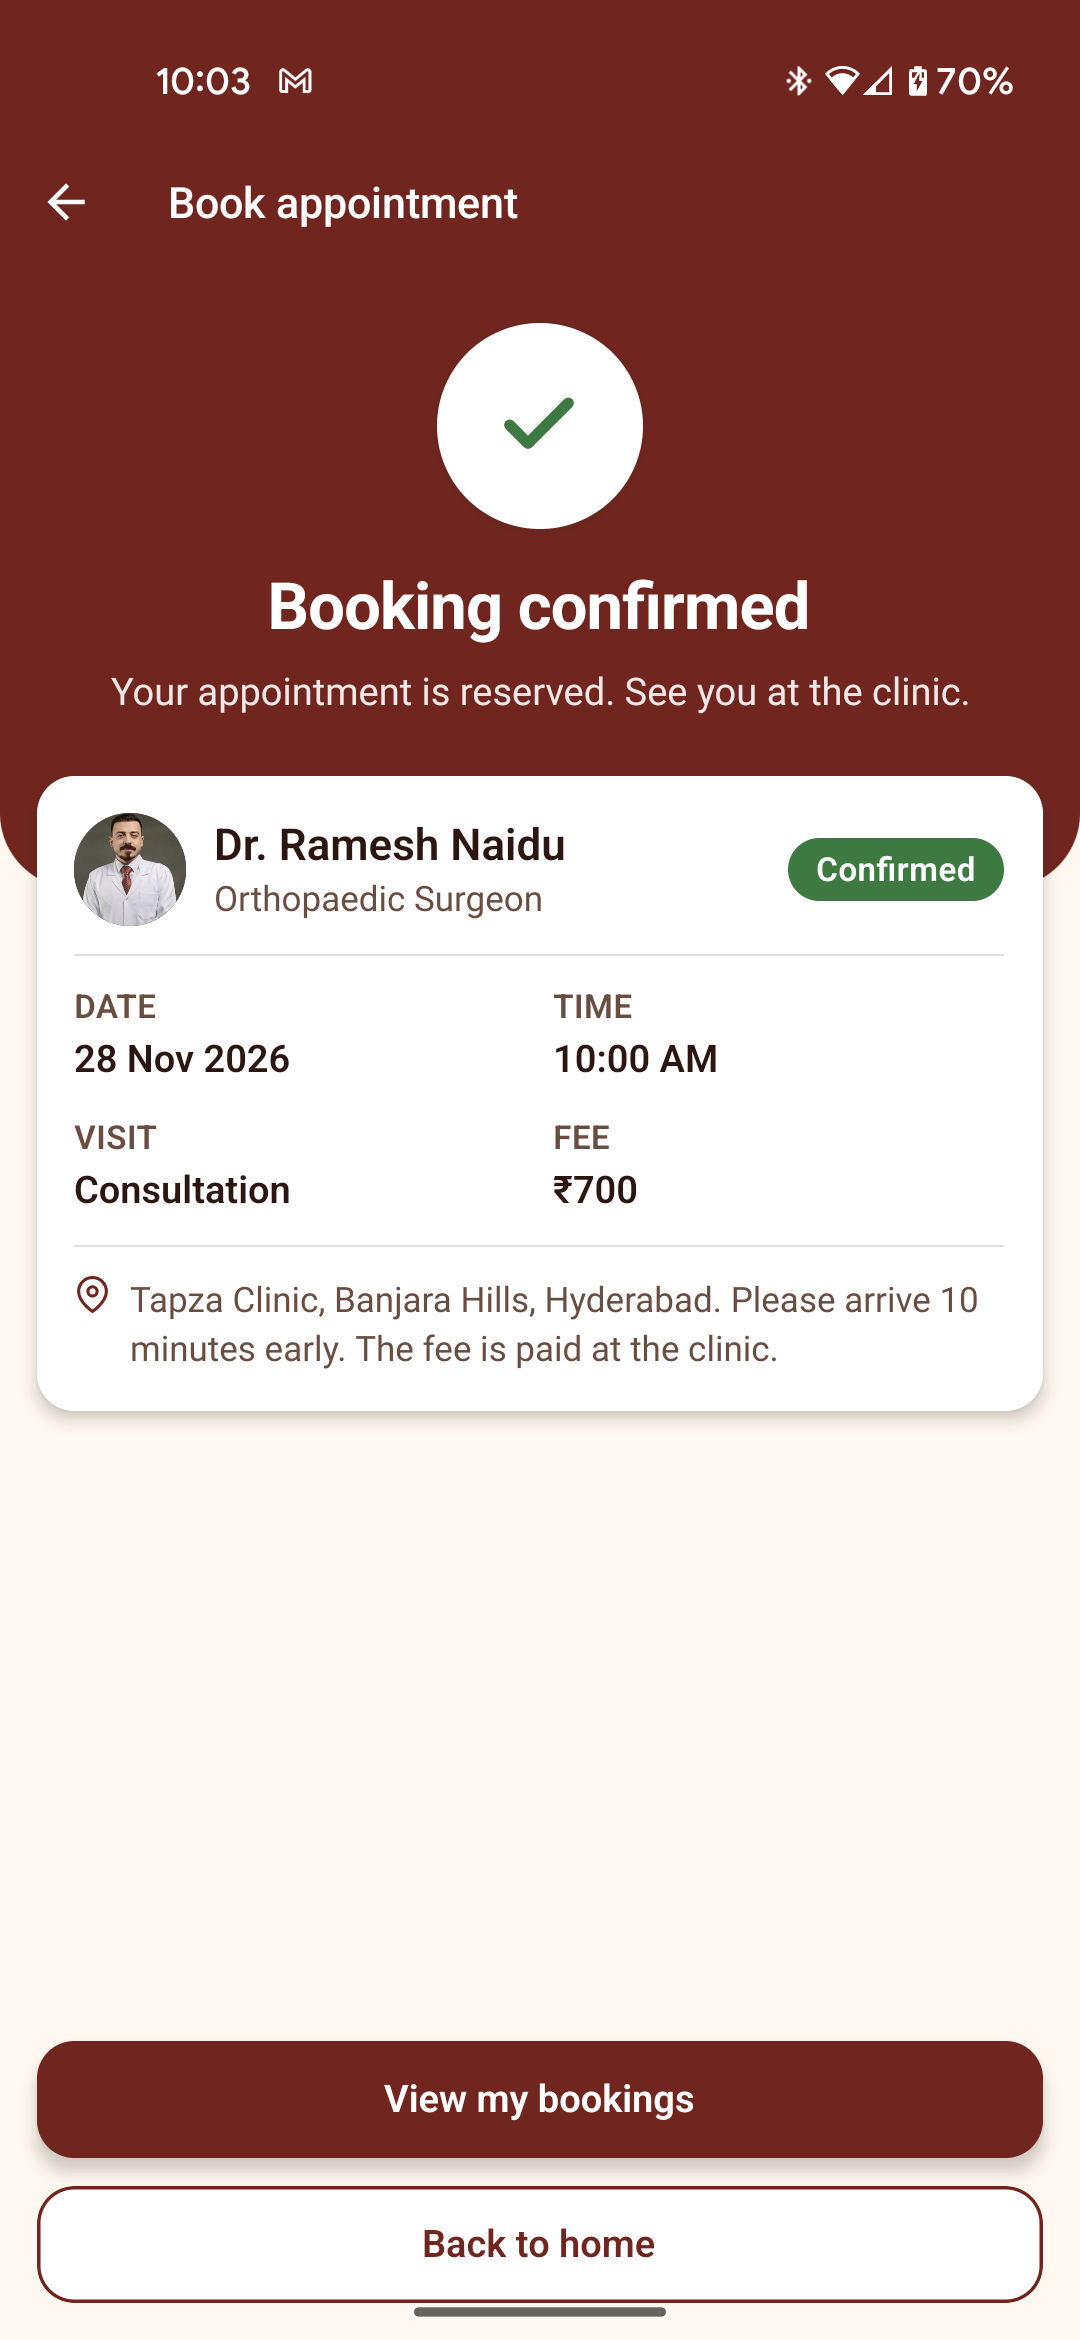 10:03
70%
Book appointment
Booking confirmed
Your appointment is reserved. See you at the clinic.
Dr. Ramesh Naidu
Orthopaedic Surgeon
Confirmed
DATE
28 Nov 2026
TIME
10:00 AM
VISIT
Consultation
FEE
₹700
Tapza Clinic, Banjara Hills, Hyderabad. Please arrive 10
minutes early. The fee is paid at the clinic.
View my bookings
Back to home